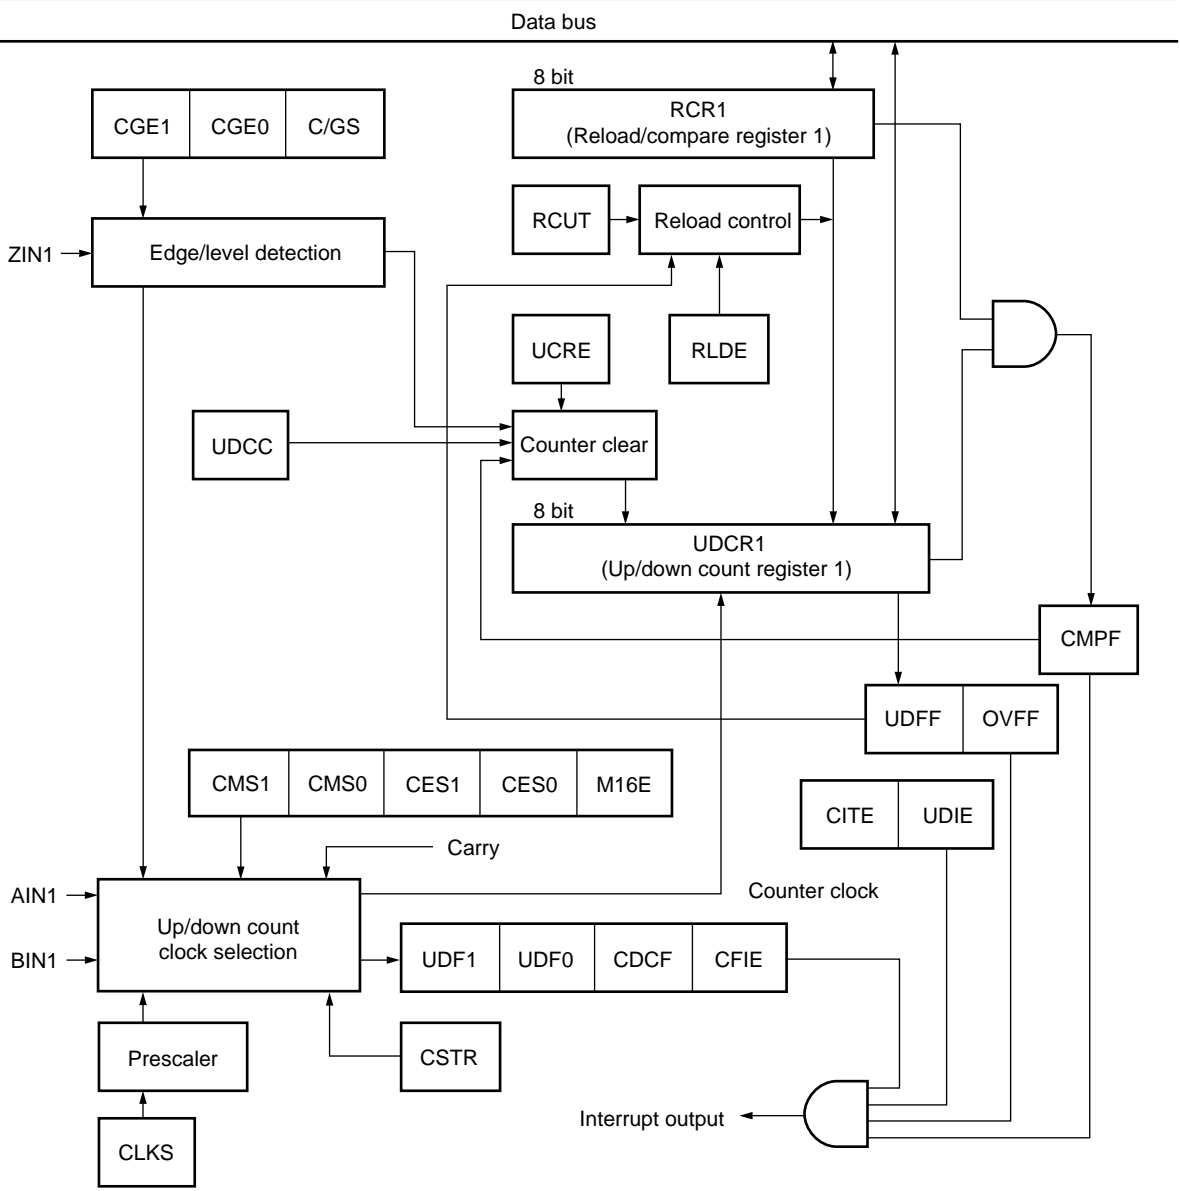 Data bus
8 bit
CGE1 CGE0 C/GS
RCR1
(Reload/compare register 1)
RCUT
Reload control
ZIN1
Edge/level detection
UCRE
RLDE
UDCC
Counter clear
8 bit
UDCR1
(Up/down count register 1)
CMPF
UDFF OVFF
CMS1 CMS0 CES1 CES0 M16E
CITE UDIE
Carry
Counter clock
AIN1
Up/down count
clock selection
BIN1
UDF1 UDF0 CDCF CFIE
Prescaler
CSTR
Interrupt output
CLKS